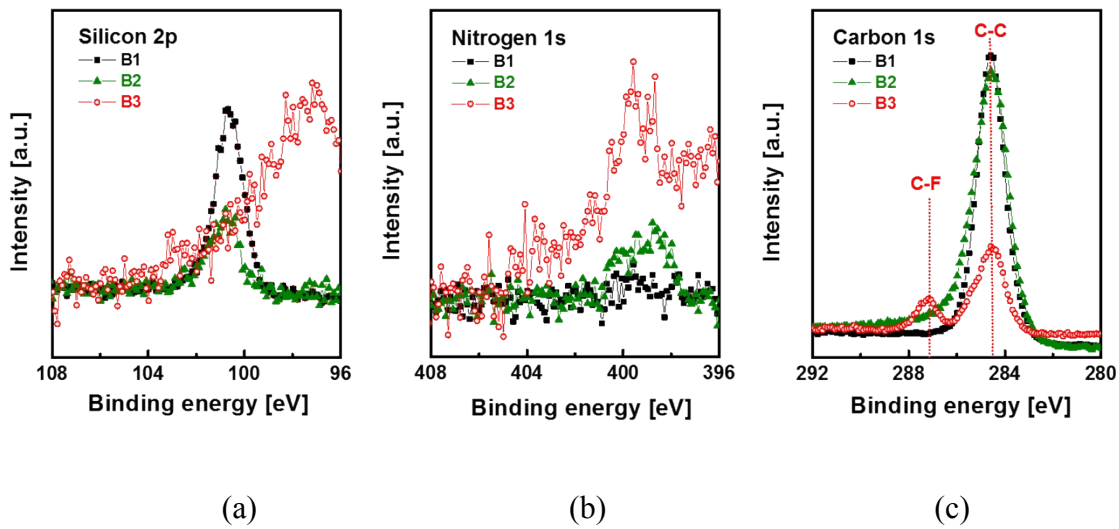 Silicon 2p
B1
B2
B3
Intensity [a.u.]
108 104 100 96
Binding energy [eV]
(a)
Nitrogen 1s
B1
B2
B3
Intensity [a.u.]
408 404 400 396
Binding energy [eV]
(b)
Carbon 1s
B1
B2
B3
C-C
C-F
Intensity [a.u.]
292 288 284 280
Binding energy [eV]
(c)